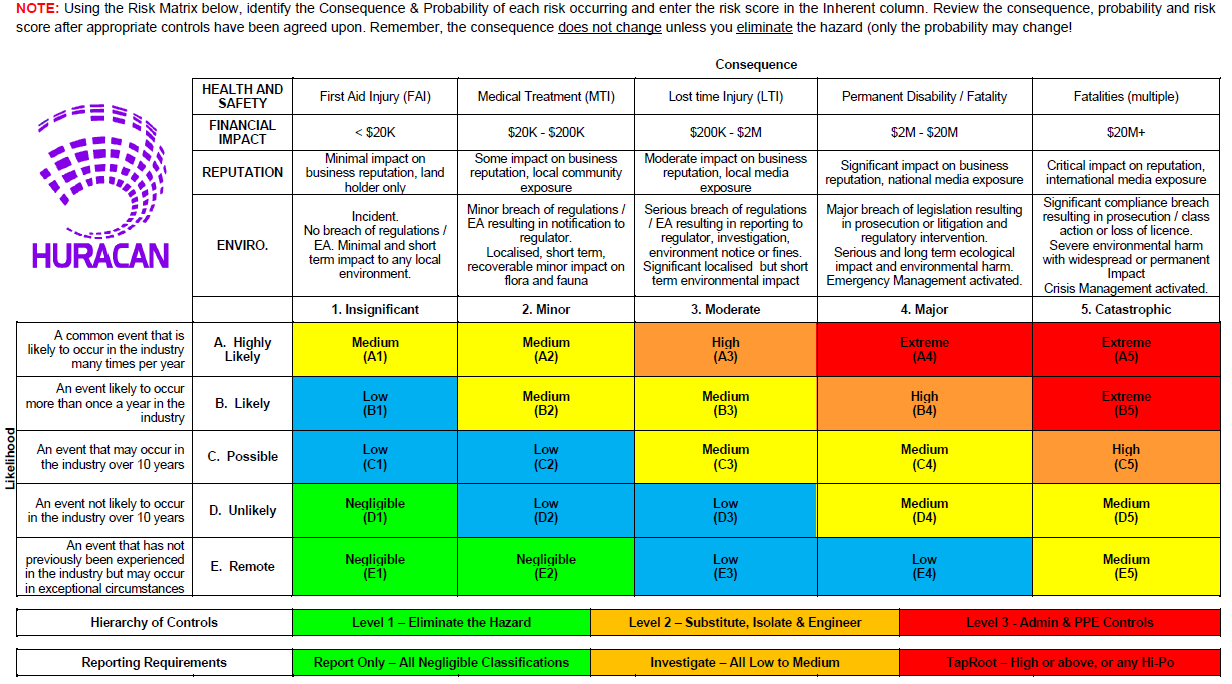 NOTE: Using the Risk Matrix below, identify the Consequence & Probability of each risk occurring and enter the risk score in the Inherent column. Review the consequence, probability and risk
score after appropriate controls have been agreed upon. Remember, the consequence does not change unless you eliminate the hazard (only the probability may change!
Consequence
HURACAN
HEALTH AND
SAFETY
First Aid Injury (FAI)
Medical Treatment (MTI)
Lost time Injury (LTI)
Permanent Disability / Fatality
Fatalities (multiple)
FINANCIAL
IMPACT
< $20K
$20K - $200K
$200K - $2M
$2M - $20M
$20M+
REPUTATION
Minimal impact on
business reputation, land
holder only
Some impact on business
reputation, local community
exposure
Moderate impact on business
reputation, local media
exposure
Significant impact on business
reputation, national media exposure
Critical impact on reputation,
international media exposure
ENVIRO.
Incident.
No breach of regulations /
EA. Minimal and short
term impact to any local
environment.
Minor breach of regulations /
EA resulting in notification to
regulator.
Localised, short term,
recoverable minor impact on
flora and fauna
Serious breach of regulations
/ EA resulting in reporting to
regulator, investigation,
environment notice or fines.
Significant localised but short
term environmental impact
Major breach of legislation resulting
in prosecution or litigation and
regulatory intervention.
Serious and long term ecological
impact and environmental harm.
Emergency Management activated.
Significant compliance breach
resulting in prosecution / class
action or loss of licence.
Severe environmental harm
with widespread or permanent
Impact
Crisis Management activated.
1. Insignificant
2. Minor
3. Moderate
4. Major
5. Catastrophic
Likelihood
A common event that is
likely to occur in the industry
many times per year
A. Highly
Likely
Medium
(A1)
Medium
(A2)
High
(A3)
Extreme
(A4)
Extreme
(A5)
An event likely to occur
more than once a year in the
industry
B. Likely
Low
(B1)
Medium
(B2)
Medium
(B3)
High
(B4)
Extreme
(B5)
An event that may occur in
the industry over 10 years
C. Possible
Low
(C1)
Low
(C2)
Medium
(C3)
Medium
(C4)
High
(C5)
An event not likely to occur
in the industry over 10 years
D. Unlikely
Negligible
(D1)
Low
(D2)
Low
(D3)
Medium
(D4)
Medium
(D5)
An event that has not
previously been experienced
in the industry but may occur
in exceptional circumstances
E. Remote
Negligible
(E1)
Negligible
(E2)
Low
(E3)
Low
(E4)
Medium
(E5)
Hierarchy of Controls
Level 1 – Eliminate the Hazard
Level 2 – Substitute, Isolate & Engineer
Level 3 - Admin & PPE Controls
Reporting Requirements
Report Only – All Negligible Classifications
Investigate – All Low to Medium
TapRoot – High or above, or any Hi-Po